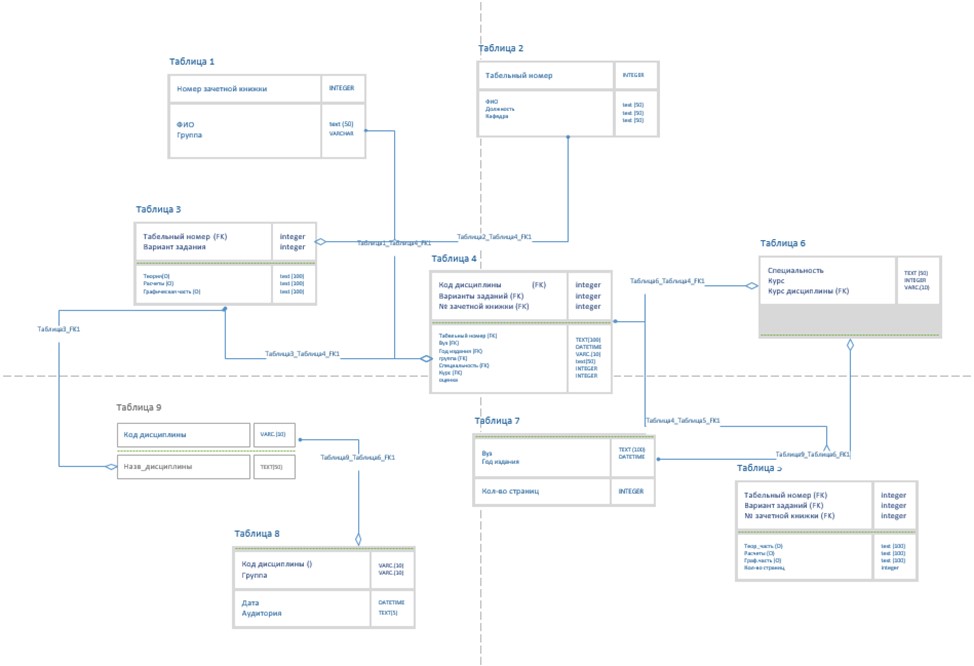 Таблица 1
Номер зачетной книжки INTEGER
ФИО text (50)
Группа VARCHAR
Таблица 2
Табельный номер INTEGER
ФИО text (50)
Должность text (50)
Кафедра text (50)
Таблица 3
Табельный номер (FK) integer
Вариант задания integer
Теория(О) text (100)
Расчеты (О) text (100)
Графическая часть (О) text (100)
Таблица1_Таблица4_FK1
Таблица2_Таблица4_FK1
Таблица 4
Код дисциплины (FK) integer
Варианты заданий (FK) integer
№ зачетной книжки (FK) integer
Табельный номер (FK) TEXT(100)
Вуз (FK) DATETIME
Год издания (FK) VARC.(10)
группа (FK) text(50)
Специальность (FK) INTEGER
Курс (FK) INTEGER
оценка
Таблица6_Таблица4_FK1
Таблица 6
Специальность TEXT (50)
Курс INTEGER
Курс дисциплины (FK) VARC.(10)
Таблица3_FK1
Таблица3_Таблица4_FK1
Таблица 9
Код дисциплины VARC.(10)
Назв_дисциплины TEXT(50)
Таблица9_Таблица6_FK1
Таблица 7
Вуз TEXT (100)
Год издания DATETIME
Кол-во страниц INTEGER
Таблица4_Таблица5_FK1
Таблица9_Таблица6_FK1
Таблица 5
Табельный номер (FK) integer
Вариант заданий (FK) integer
№ зачетной книжки (FK) integer
Теор_часть (О) text (100)
Расчеты (О) text (100)
Граф.часть (О) text (100)
Кол-во страниц integer
Таблица 8
Код дисциплины () VARC.(10)
Группа VARC.(10)
Дата DATETIME
Аудитория TEXT(5)